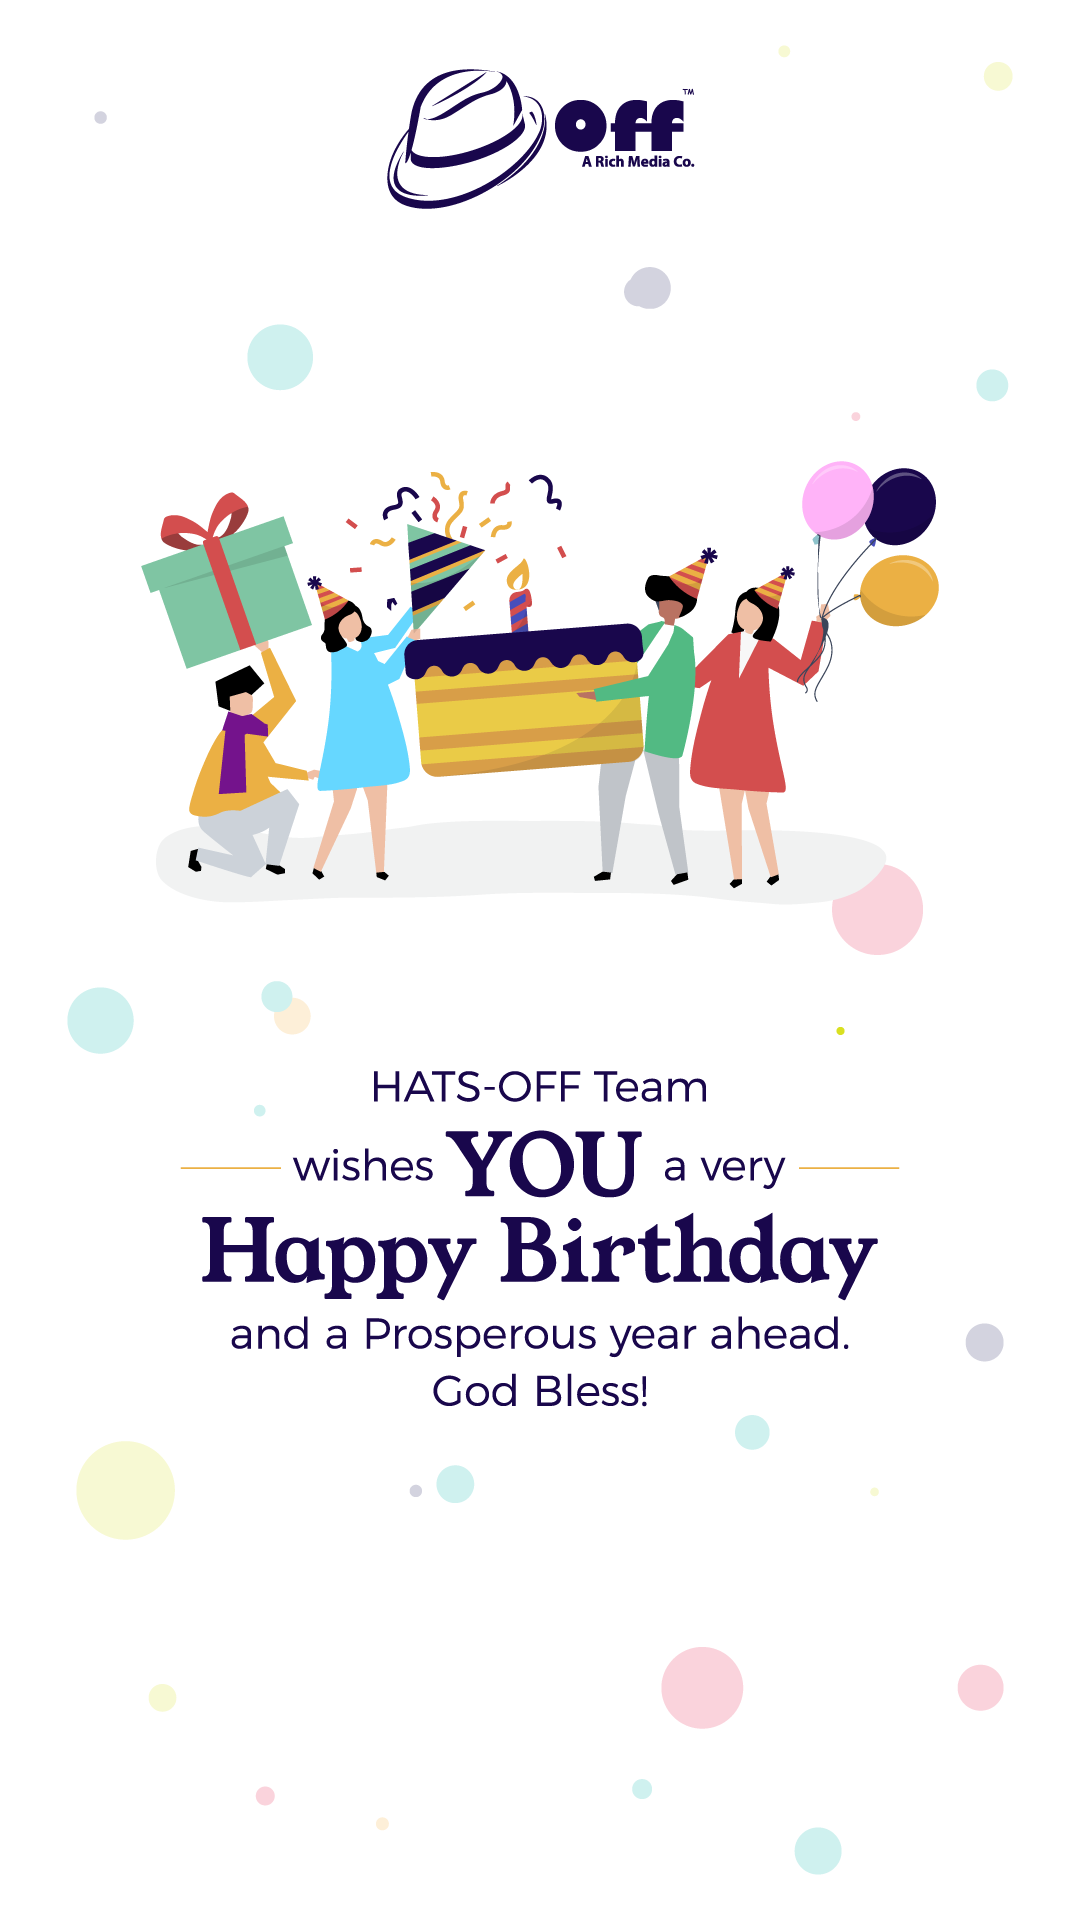 Off™
A Rich Media Co.
HATS-OFF Team
wishes YOU a very
Happy Birthday
and a Prosperous year ahead.
God Bless!